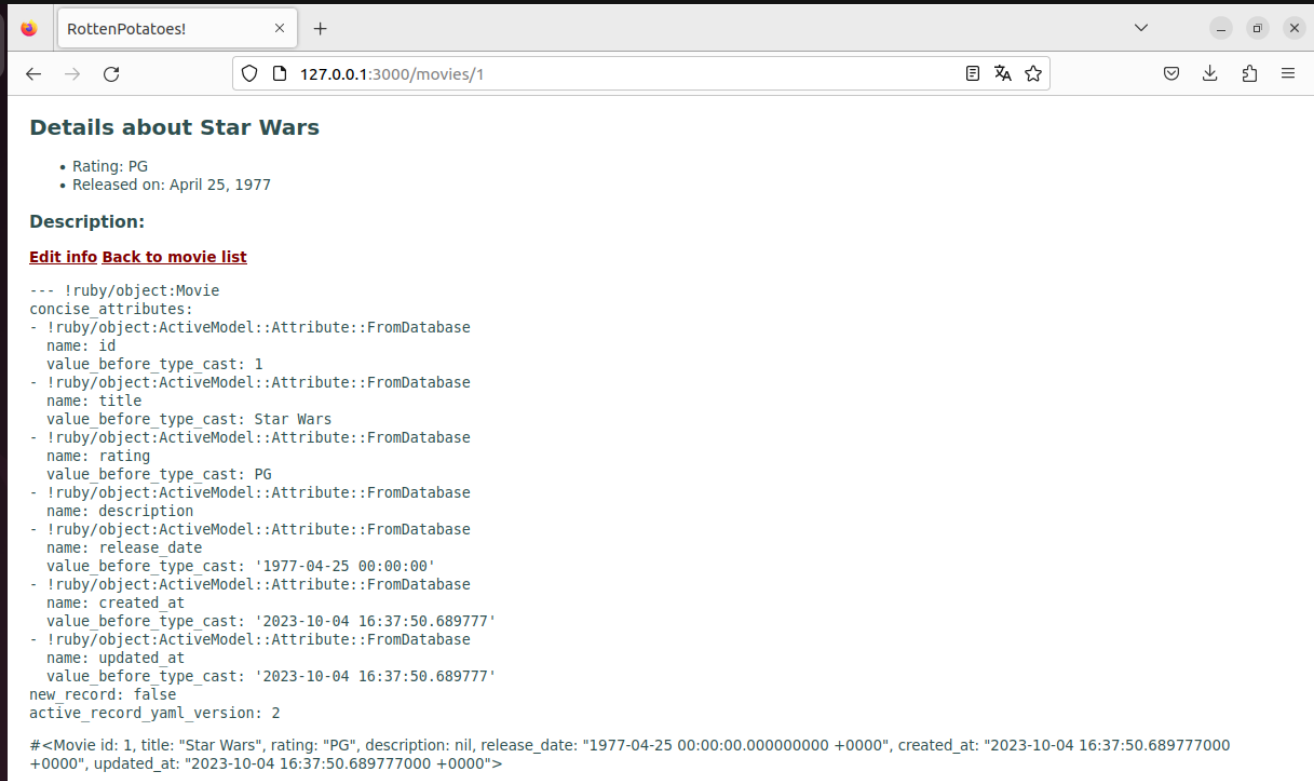 RottenPotatoes!
127.0.0.1:3000/movies/1
Details about Star Wars
• Rating: PG
• Released on: April 25, 1977
Description:
Edit info Back to movie list
--- !ruby/object:Movie
concise_attributes:
- !ruby/object:ActiveModel::Attribute::FromDatabase
  name: id
  value_before_type_cast: 1
- !ruby/object:ActiveModel::Attribute::FromDatabase
  name: title
  value_before_type_cast: Star Wars
- !ruby/object:ActiveModel::Attribute::FromDatabase
  name: rating
  value_before_type_cast: PG
- !ruby/object:ActiveModel::Attribute::FromDatabase
  name: description
- !ruby/object:ActiveModel::Attribute::FromDatabase
  name: release_date
  value_before_type_cast: '1977-04-25 00:00:00'
- !ruby/object:ActiveModel::Attribute::FromDatabase
  name: created_at
  value_before_type_cast: '2023-10-04 16:37:50.689777'
- !ruby/object:ActiveModel::Attribute::FromDatabase
  name: updated_at
  value_before_type_cast: '2023-10-04 16:37:50.689777'
new_record: false
active_record_yaml_version: 2
#<Movie id: 1, title: "Star Wars", rating: "PG", description: nil, release_date: "1977-04-25 00:00:00.000000000 +0000", created_at: "2023-10-04 16:37:50.689777000
+0000", updated_at: "2023-10-04 16:37:50.689777000 +0000">